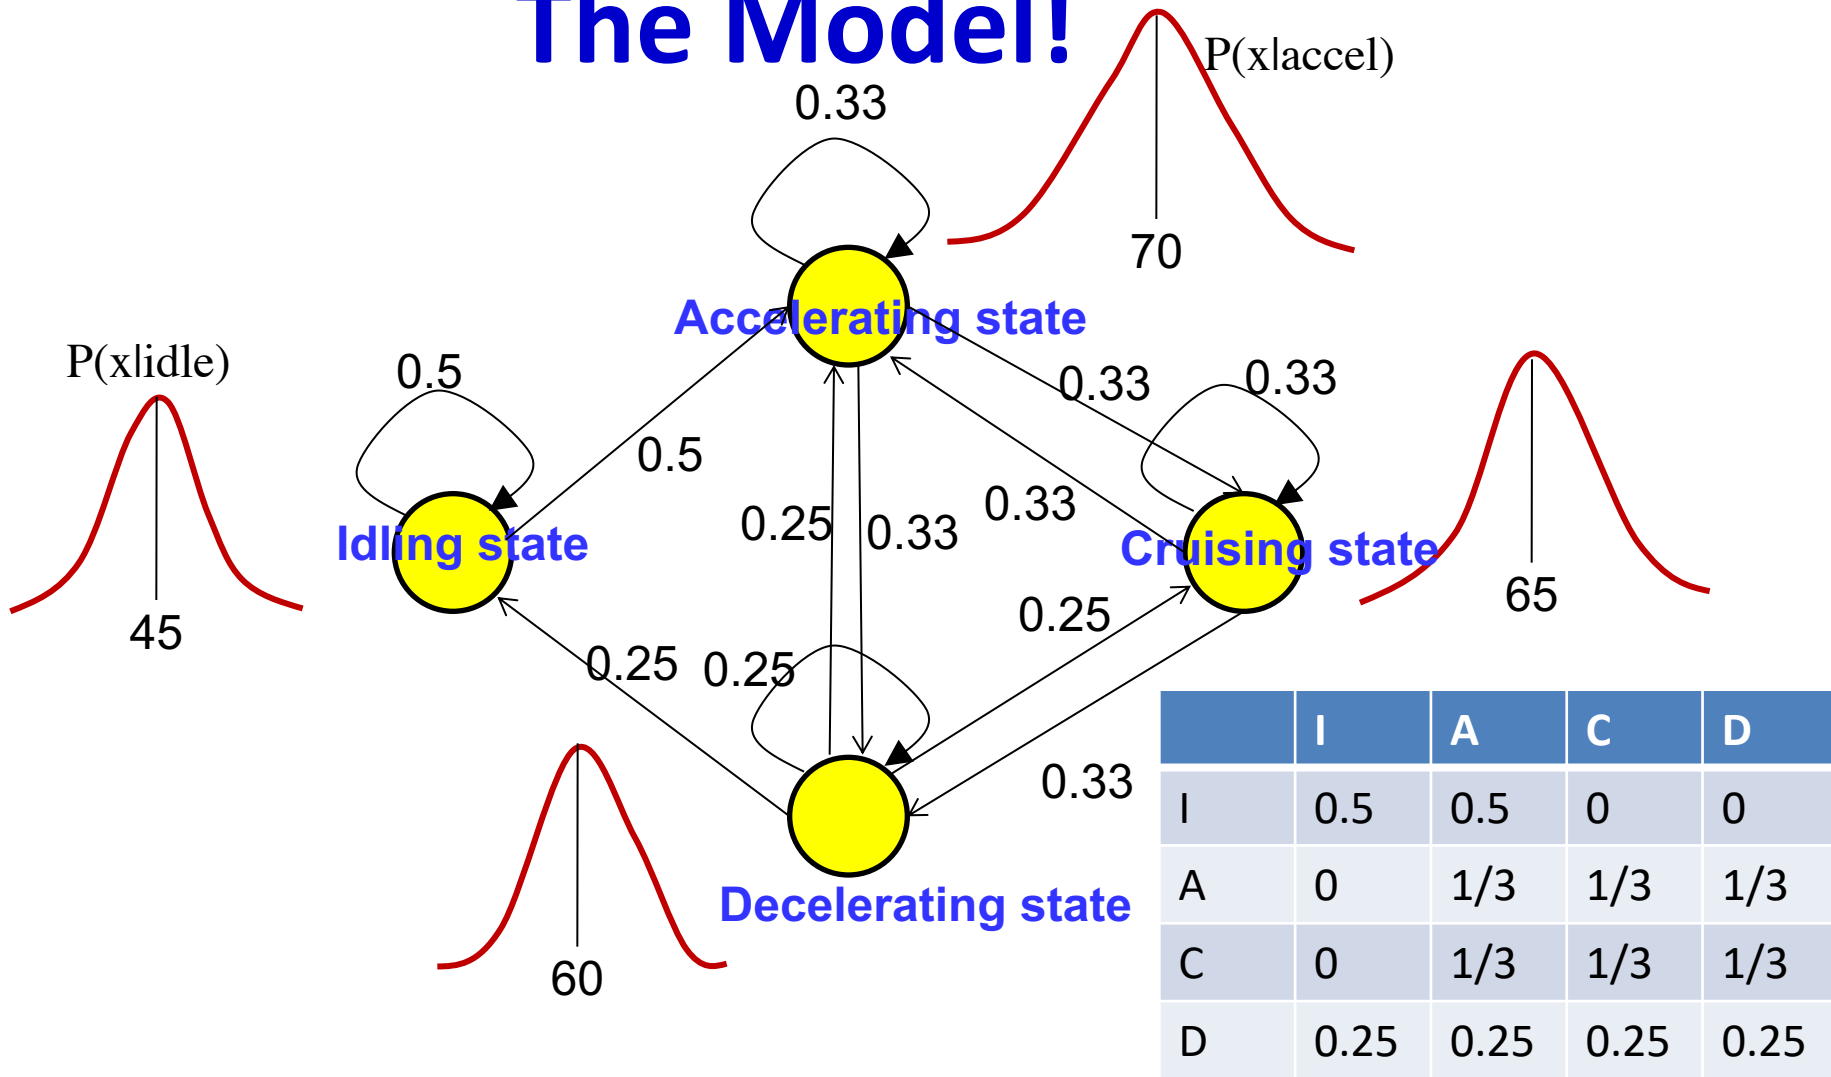 The Model!
P(x|accel)
0.33
70
Accelerating state
P(x|idle)
0.5
0.33
0.33
0.5
0.25
0.33
0.33
Idling state
Cruising state
65
45
0.25
0.25
0.25
0.33
60
Decelerating state
I A C D
I 0.5 0.5 0 0
A 0 1/3 1/3 1/3
C 0 1/3 1/3 1/3
D 0.25 0.25 0.25 0.25